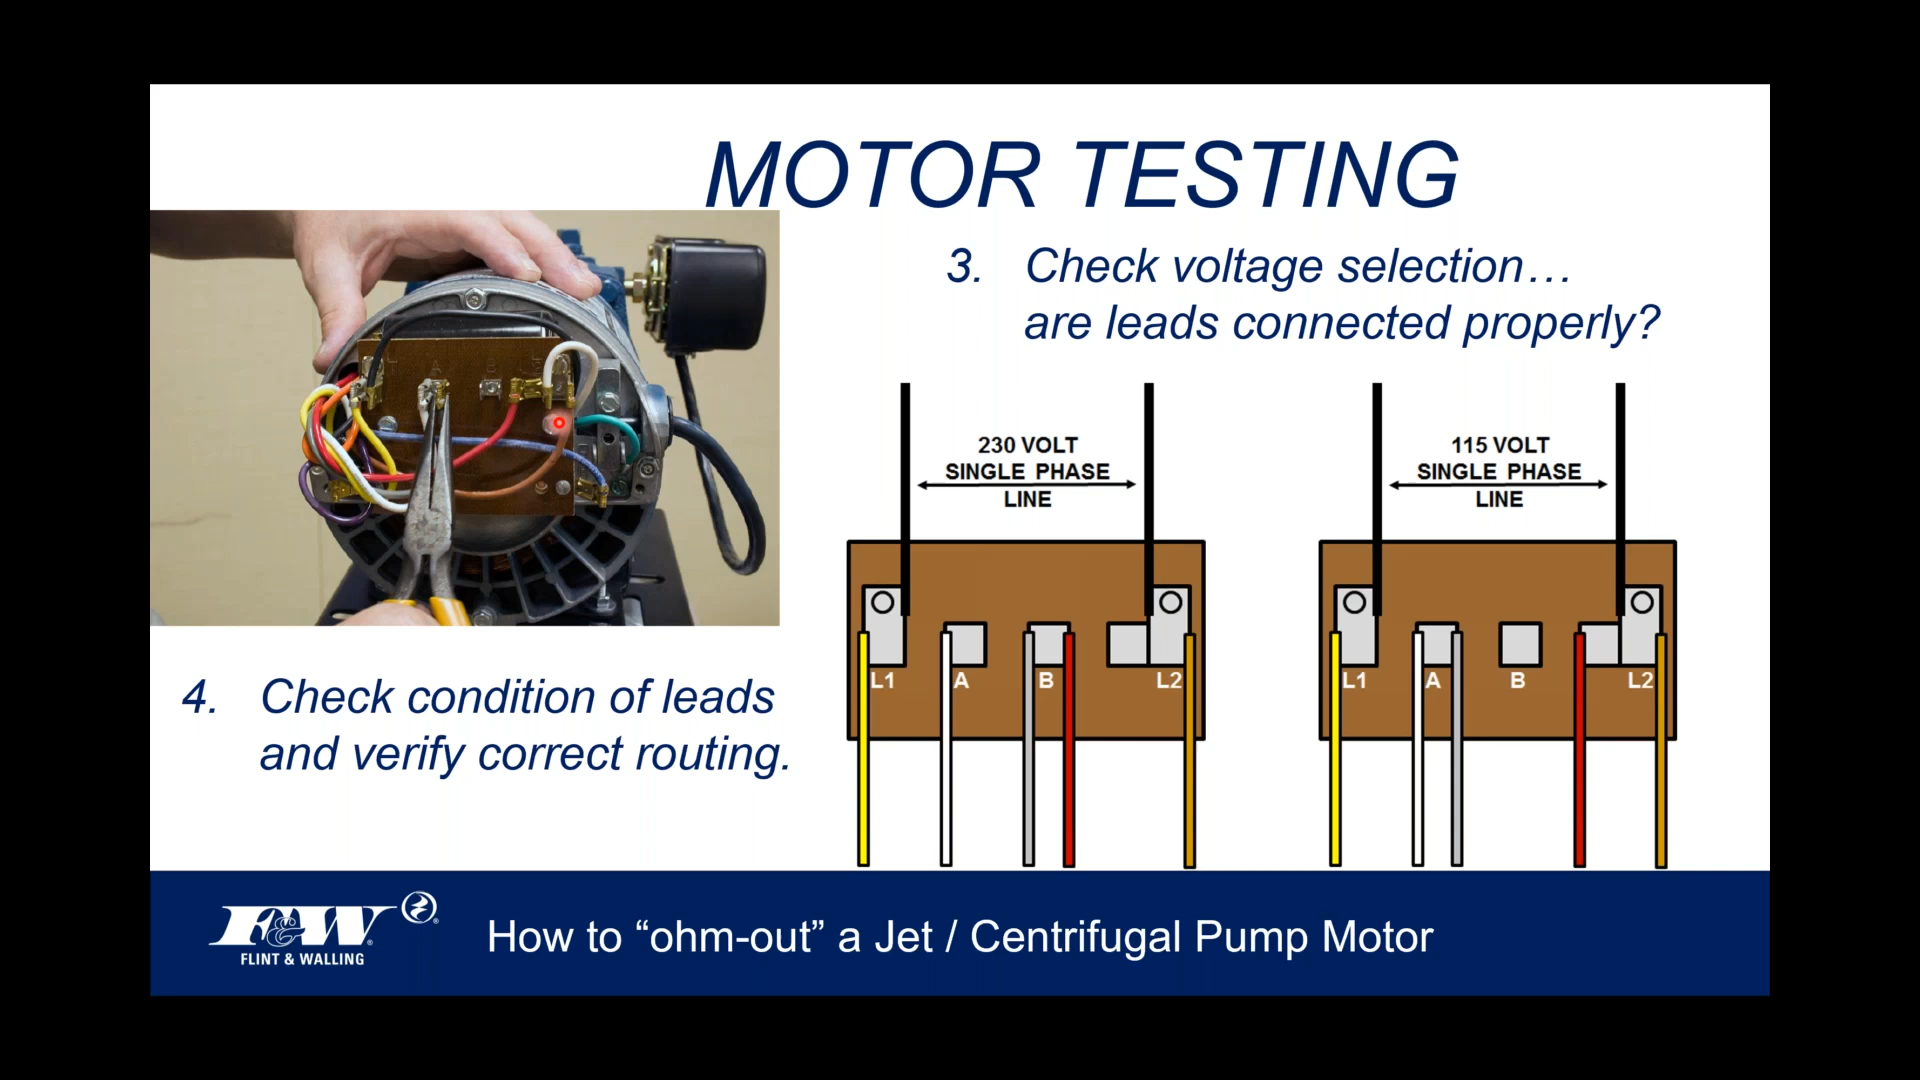 MOTOR TESTING
3. Check voltage selection…
are leads connected properly?
230 VOLT
SINGLE PHASE
LINE
115 VOLT
SINGLE PHASE
LINE
L1 A B L2
L1 A B L2
4. Check condition of leads
and verify correct routing.
F&W®
FLINT & WALLING
How to “ohm-out” a Jet / Centrifugal Pump Motor